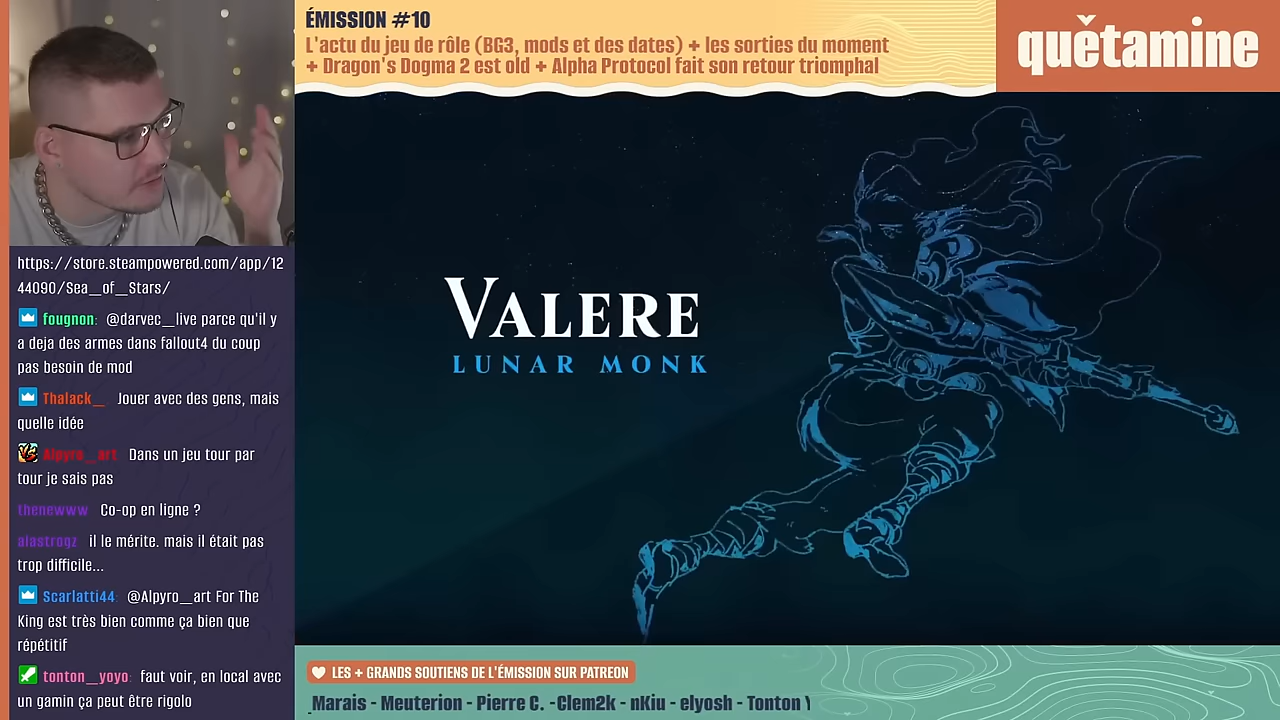 ÉMISSION #10
L'actu du jeu de rôle (BG3, mods et des dates) + les sorties du moment
+ Dragon's Dogma 2 est old + Alpha Protocol fait son retour triomphal
quětamine
VALERE
LUNAR MONK
https://store.steampowered.com/app/12
44090/Sea_of_Stars/
fougnon: @darvec_live parce qu'il y
a deja des armes dans fallout4 du coup
pas besoin de mod
Thalack_ Jouer avec des gens, mais
quelle idée
Alpyro_art Dans un jeu tour par
tour je sais pas
thenewww Co-op en ligne ?
alastrogz il le mérite. mais il était pas
trop difficile...
Scarlatti44: @Alpyro_art For The
King est très bien comme ça bien que
répétitif
tonton_yoyo: faut voir, en local avec
un gamin ça peut être rigolo
LES + GRANDS SOUTIENS DE L'ÉMISSION SUR PATREON
Marais - Meuterion - Pierre C. -Clem2k - nKiu - elyosh - Tonton